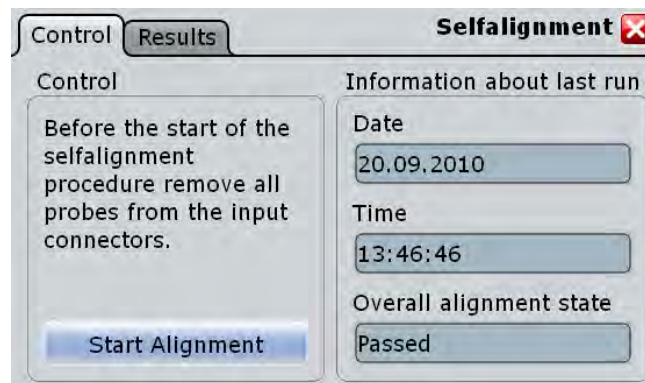 Control
Results
Selfalignment
Control
Before the start of the
selfalignment
procedure remove all
probes from the input
connectors.
Start Alignment
Information about last run
Date
20.09.2010
Time
13:46:46
Overall alignment state
Passed